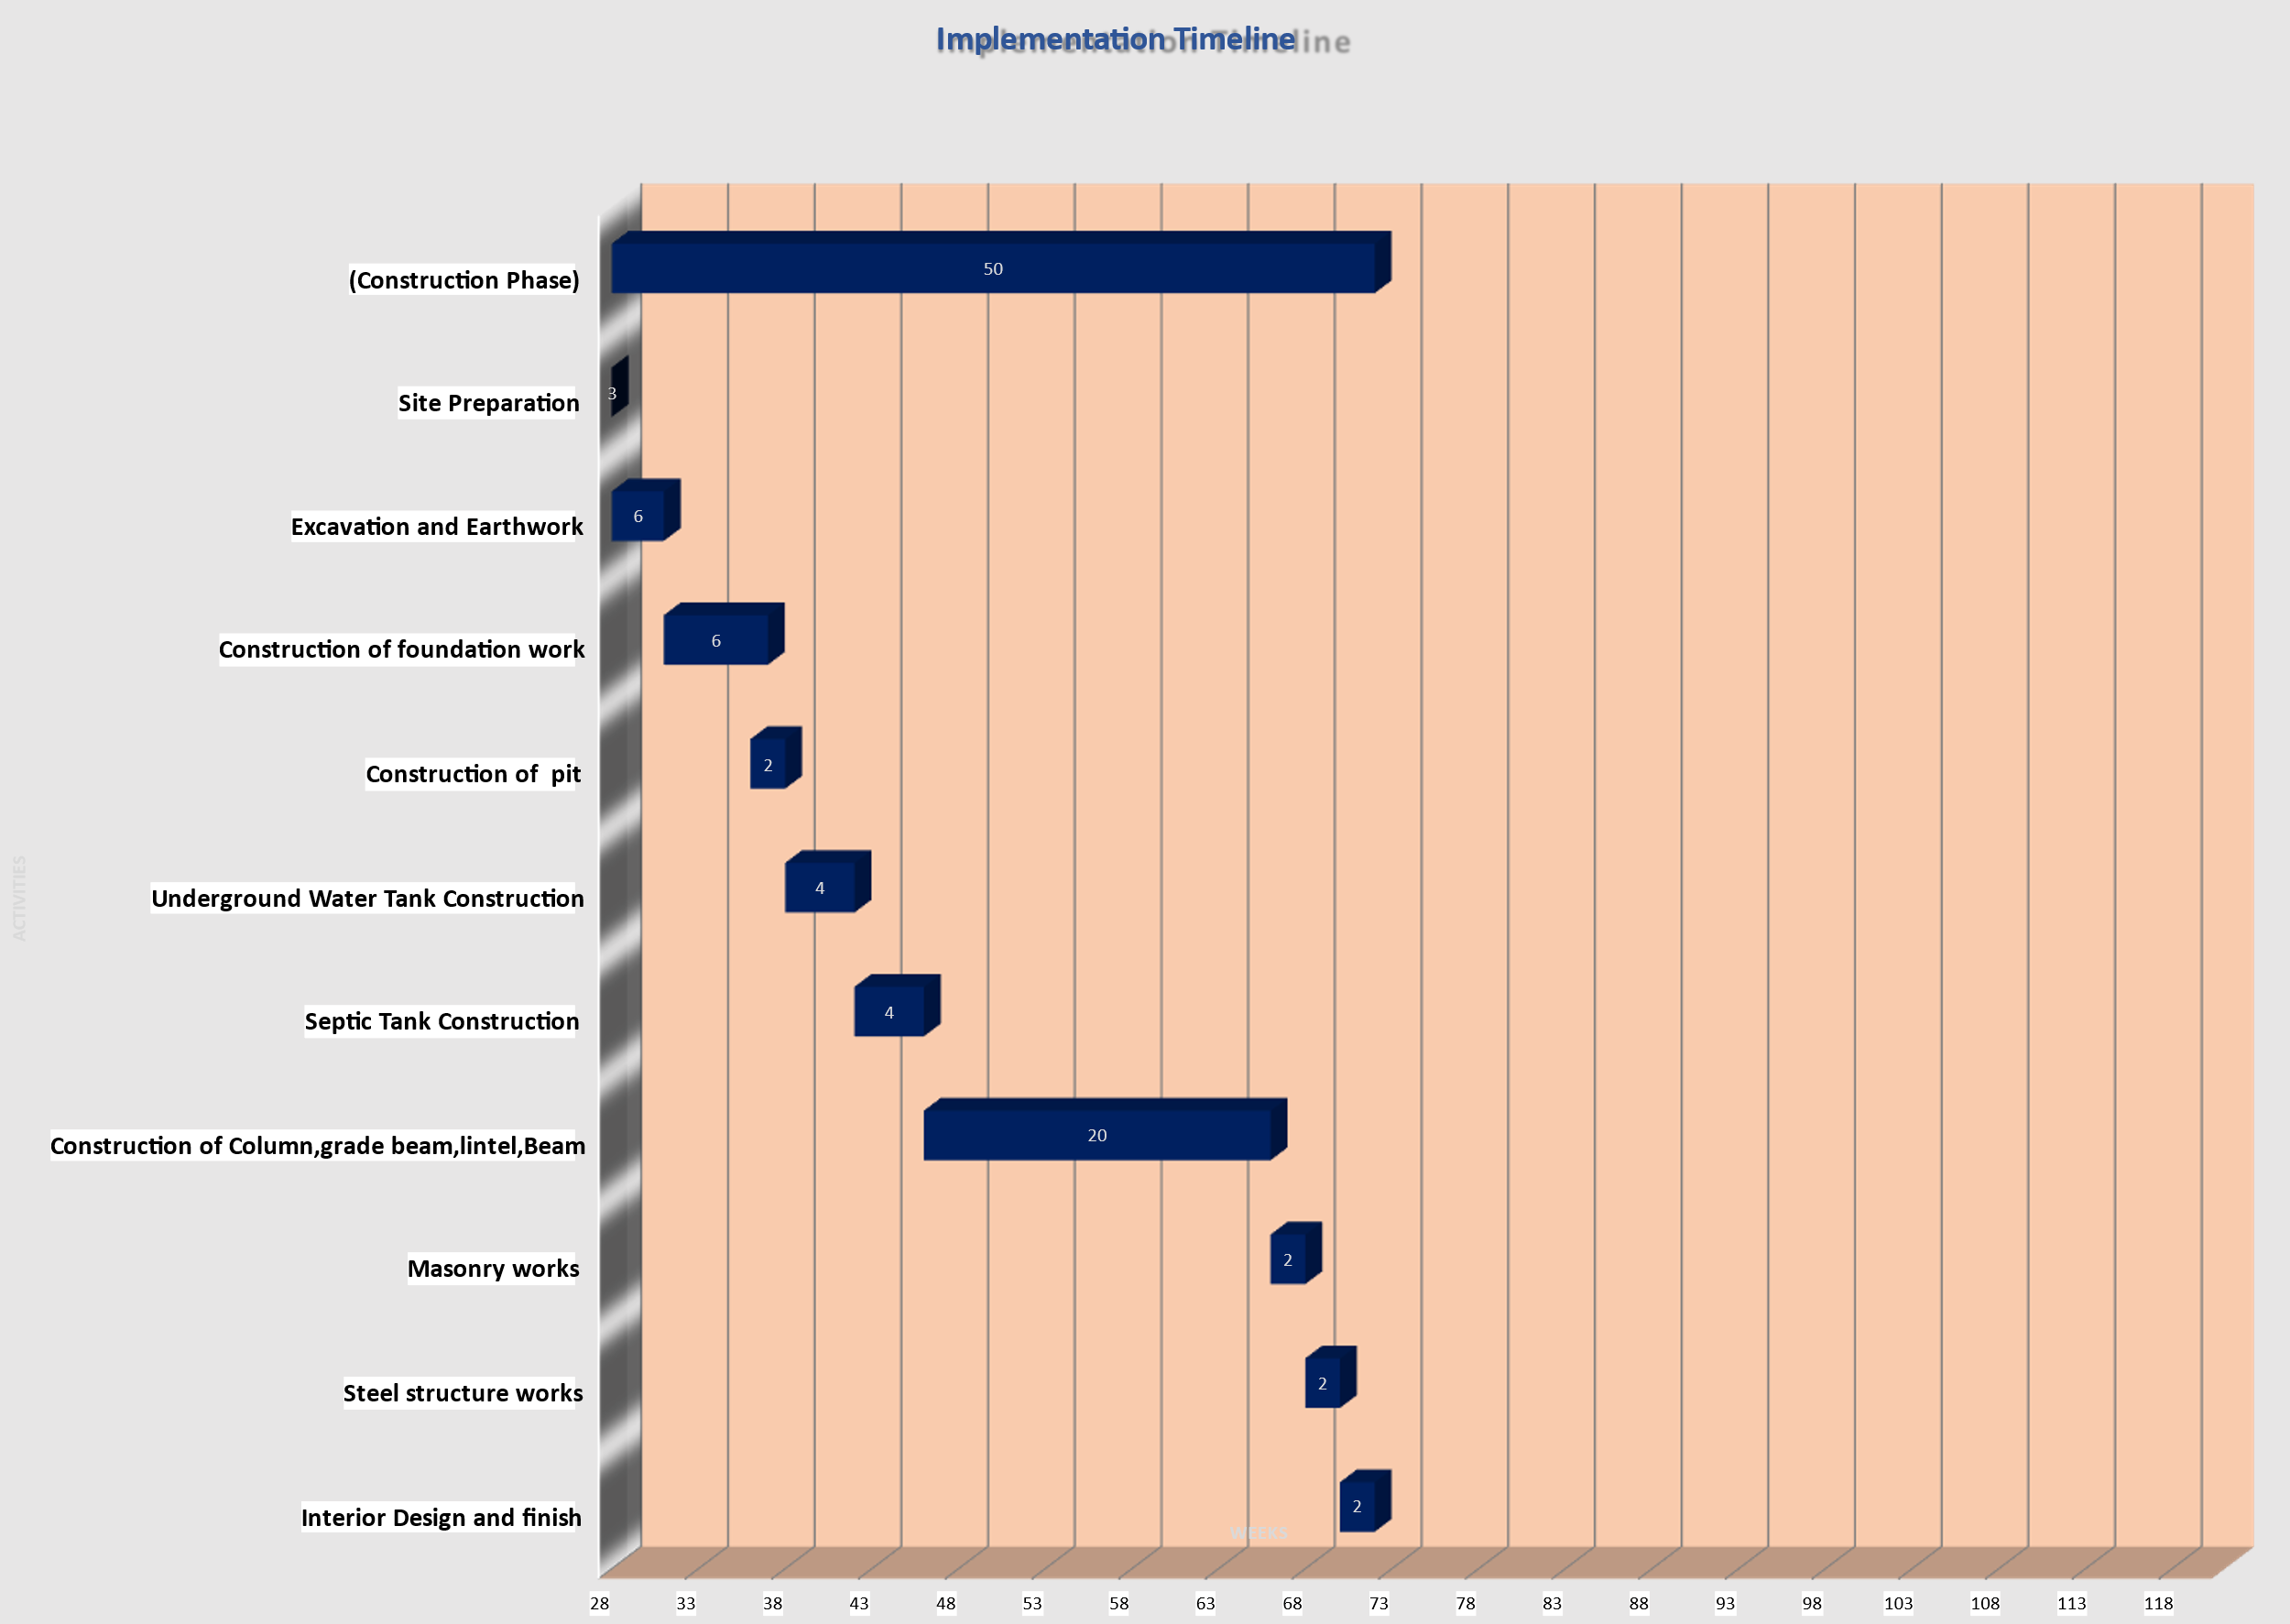 Implementation Timeline
(Construction Phase)
50
Site Preparation
3
Excavation and Earthwork
6
Construction of foundation work
6
Construction of  pit
2
Underground Water Tank Construction
4
ACTIVITIES
Septic Tank Construction
4
Construction of Column,grade beam,lintel,Beam
20
Masonry works
2
Steel structure works
2
Interior Design and finish
2
WEEKS
28 33 38 43 48 53 58 63 68 73 78 83 88 93 98 103 108 113 118